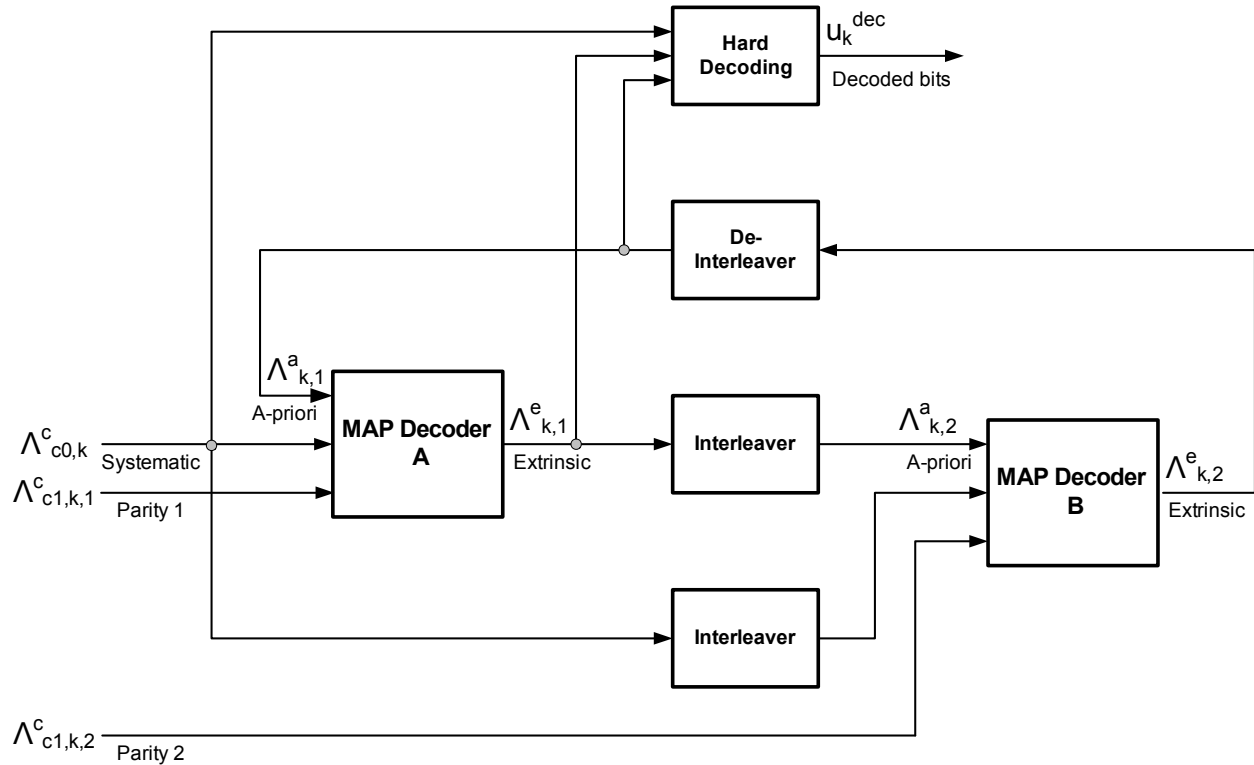 Hard
Decoding
u_k^dec
Decoded bits
De-
Interleaver
Λ^a_k,1
A-priori
MAP Decoder
A
Λ^e_k,1
Extrinsic
Interleaver
Λ^a_k,2
A-priori
MAP Decoder
B
Λ^e_k,2
Extrinsic
Λ^c_c0,k
Systematic
Λ^c_c1,k,1
Parity 1
Interleaver
Λ^c_c1,k,2
Parity 2